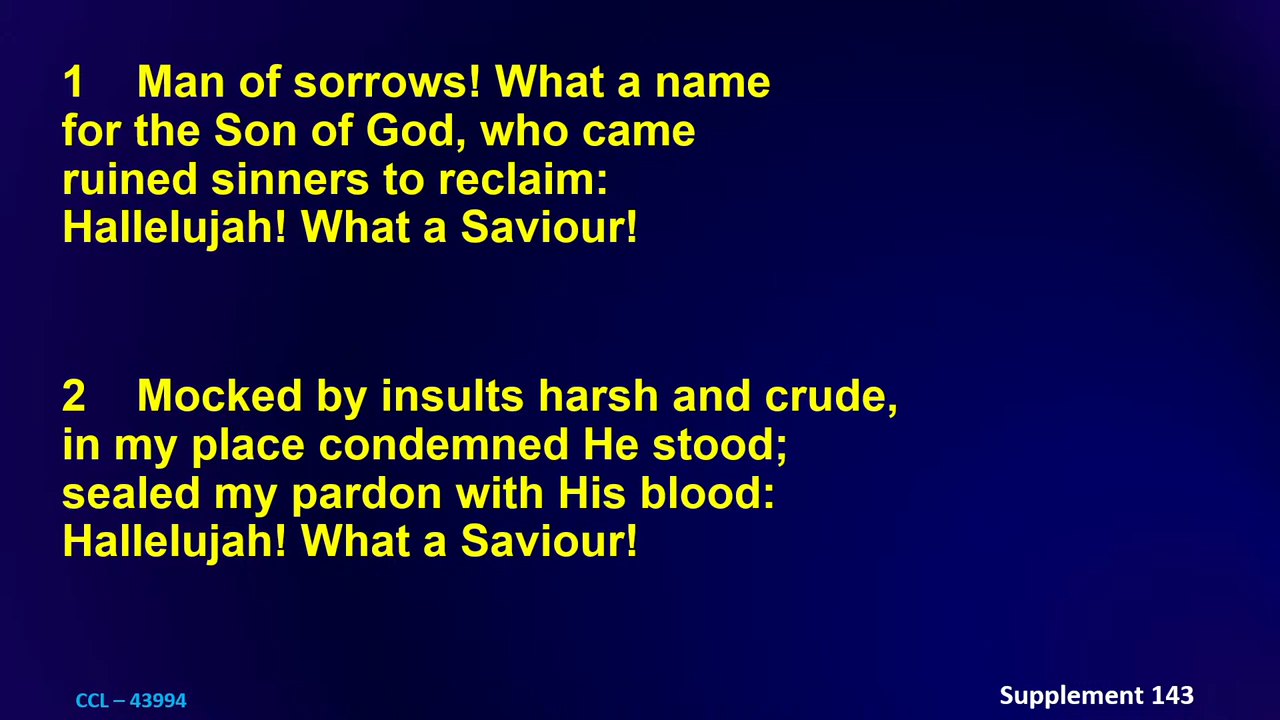 1 Man of sorrows! What a name
for the Son of God, who came
ruined sinners to reclaim:
Hallelujah! What a Saviour!
2 Mocked by insults harsh and crude,
in my place condemned He stood;
sealed my pardon with His blood:
Hallelujah! What a Saviour!
CCL – 43994
Supplement 143